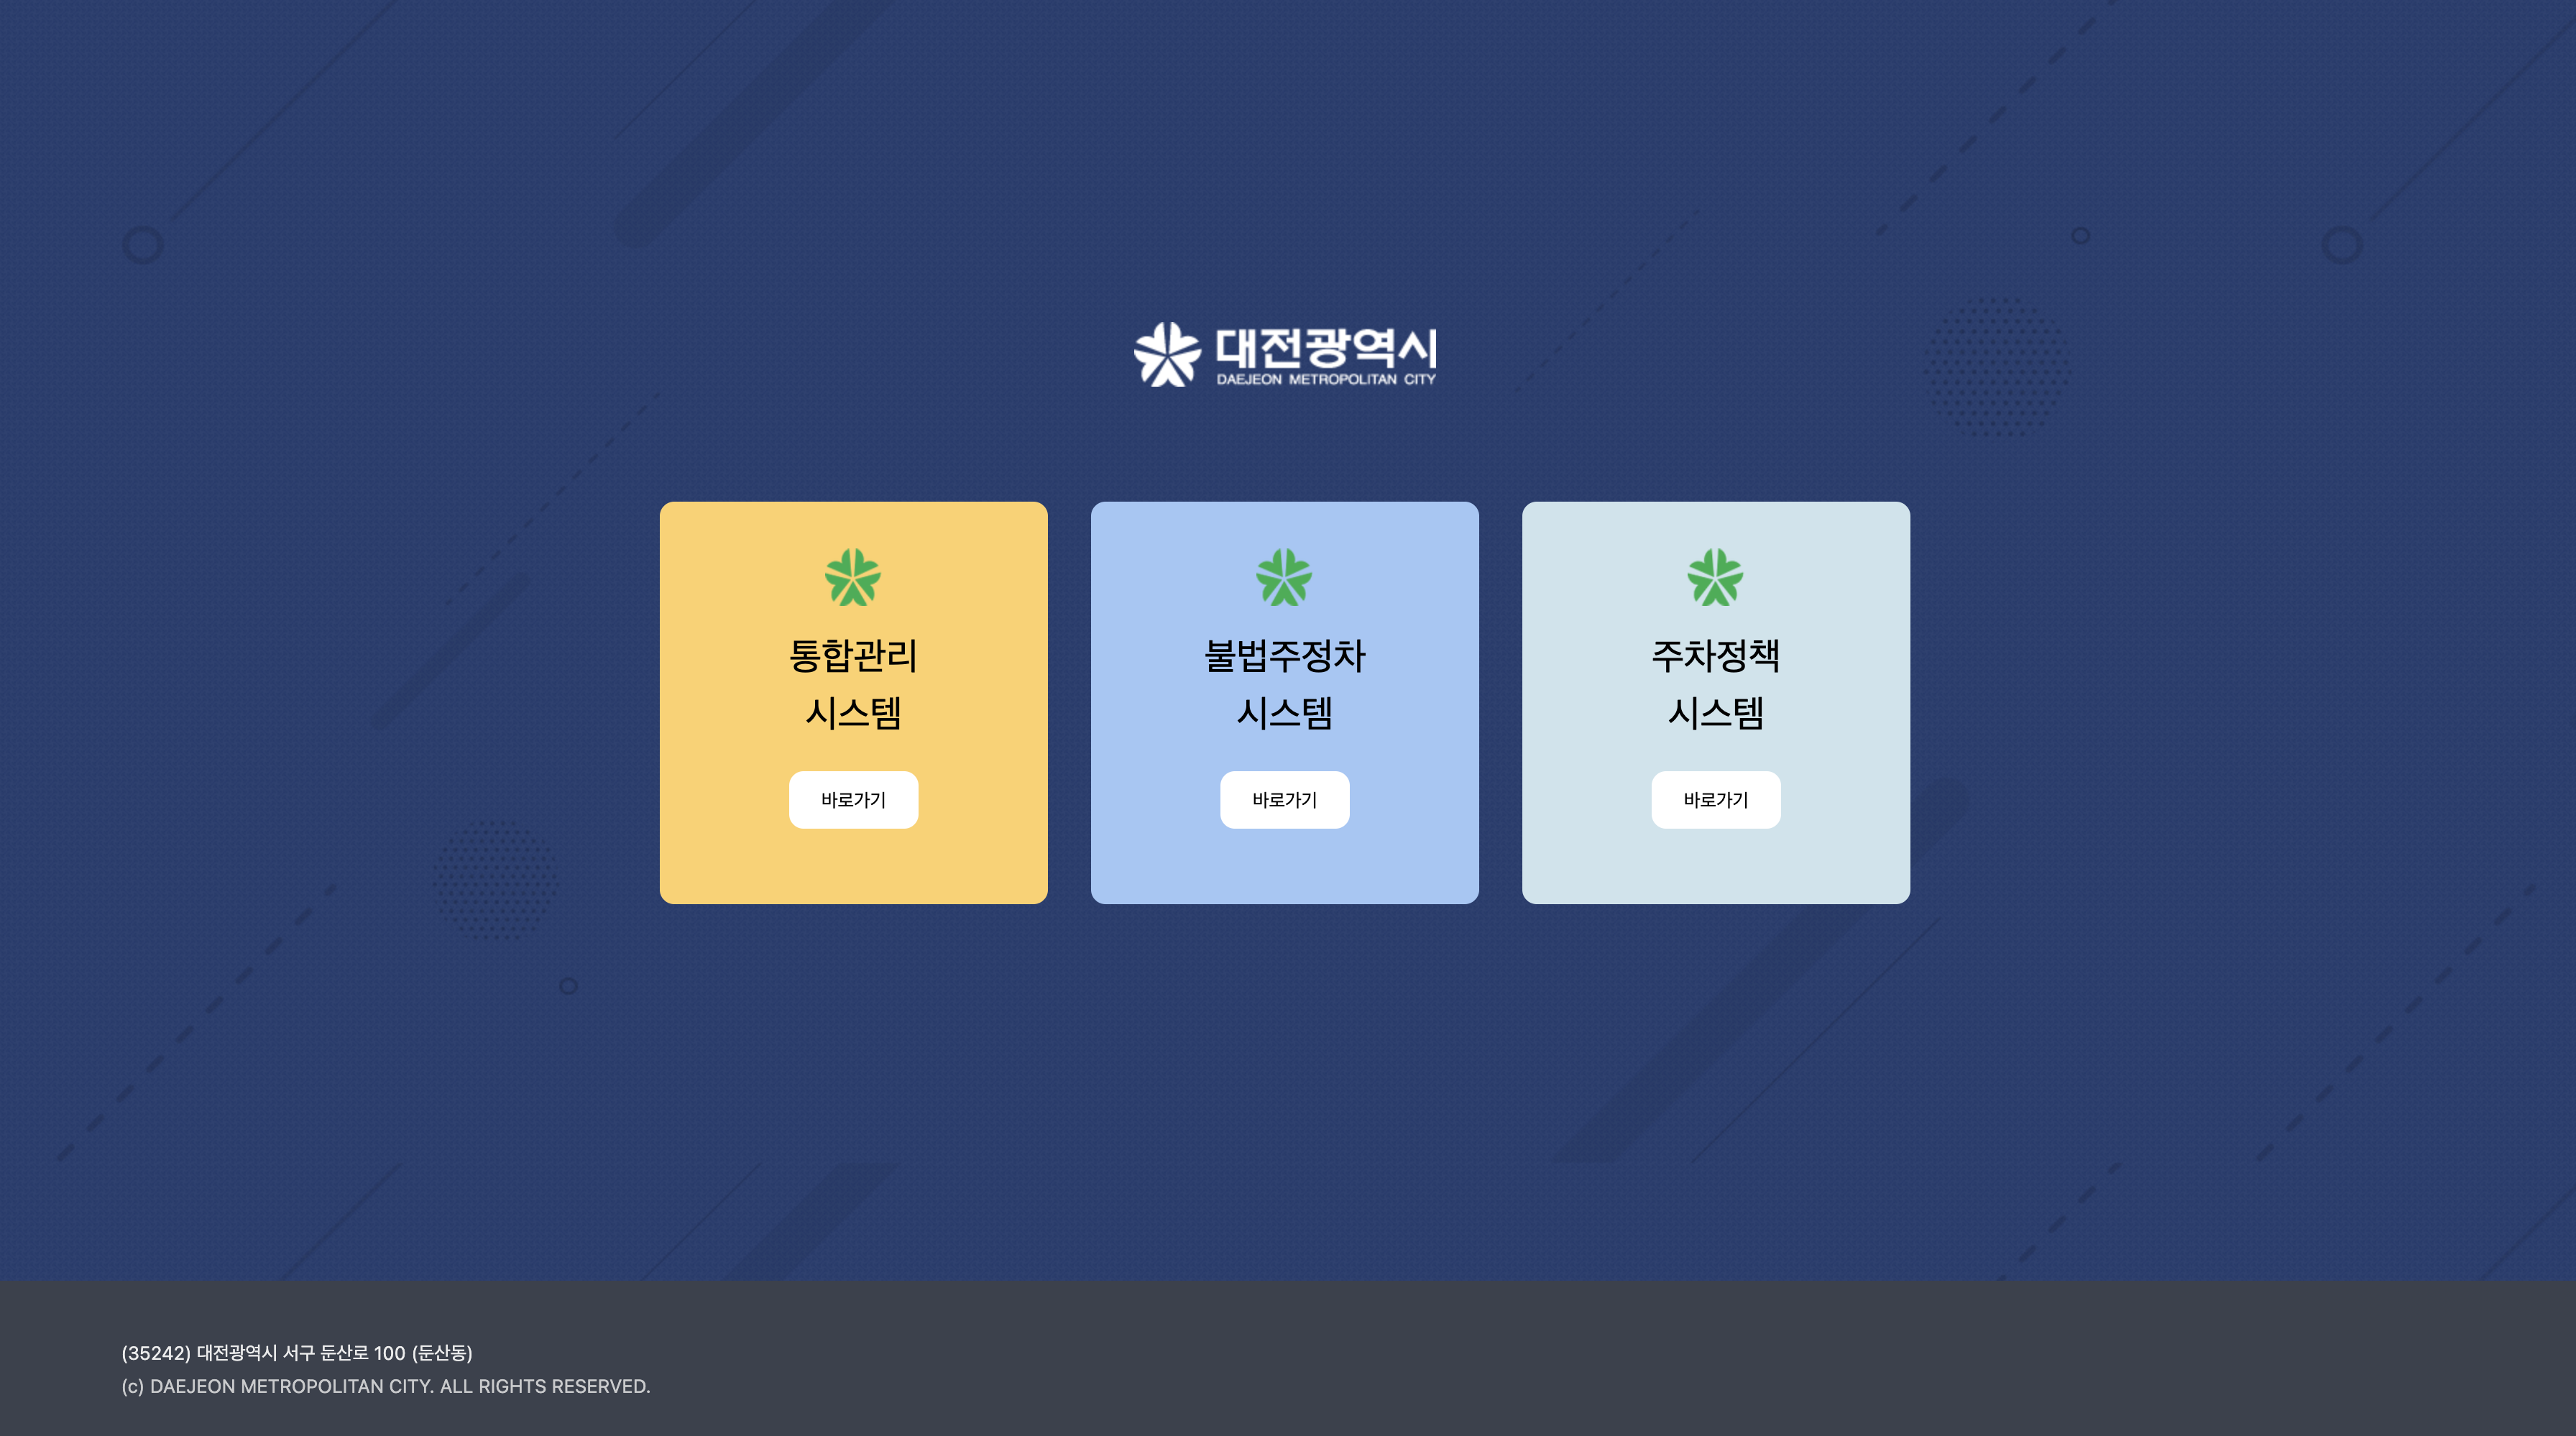 대전광역시
DAEJEON METROPOLITAN CITY
통합관리
시스템
바로가기
불법주정차
시스템
바로가기
주차정책
시스템
바로가기
(35242) 대전광역시 서구 둔산로 100 (둔산동)
(c) DAEJEON METROPOLITAN CITY. ALL RIGHTS RESERVED.